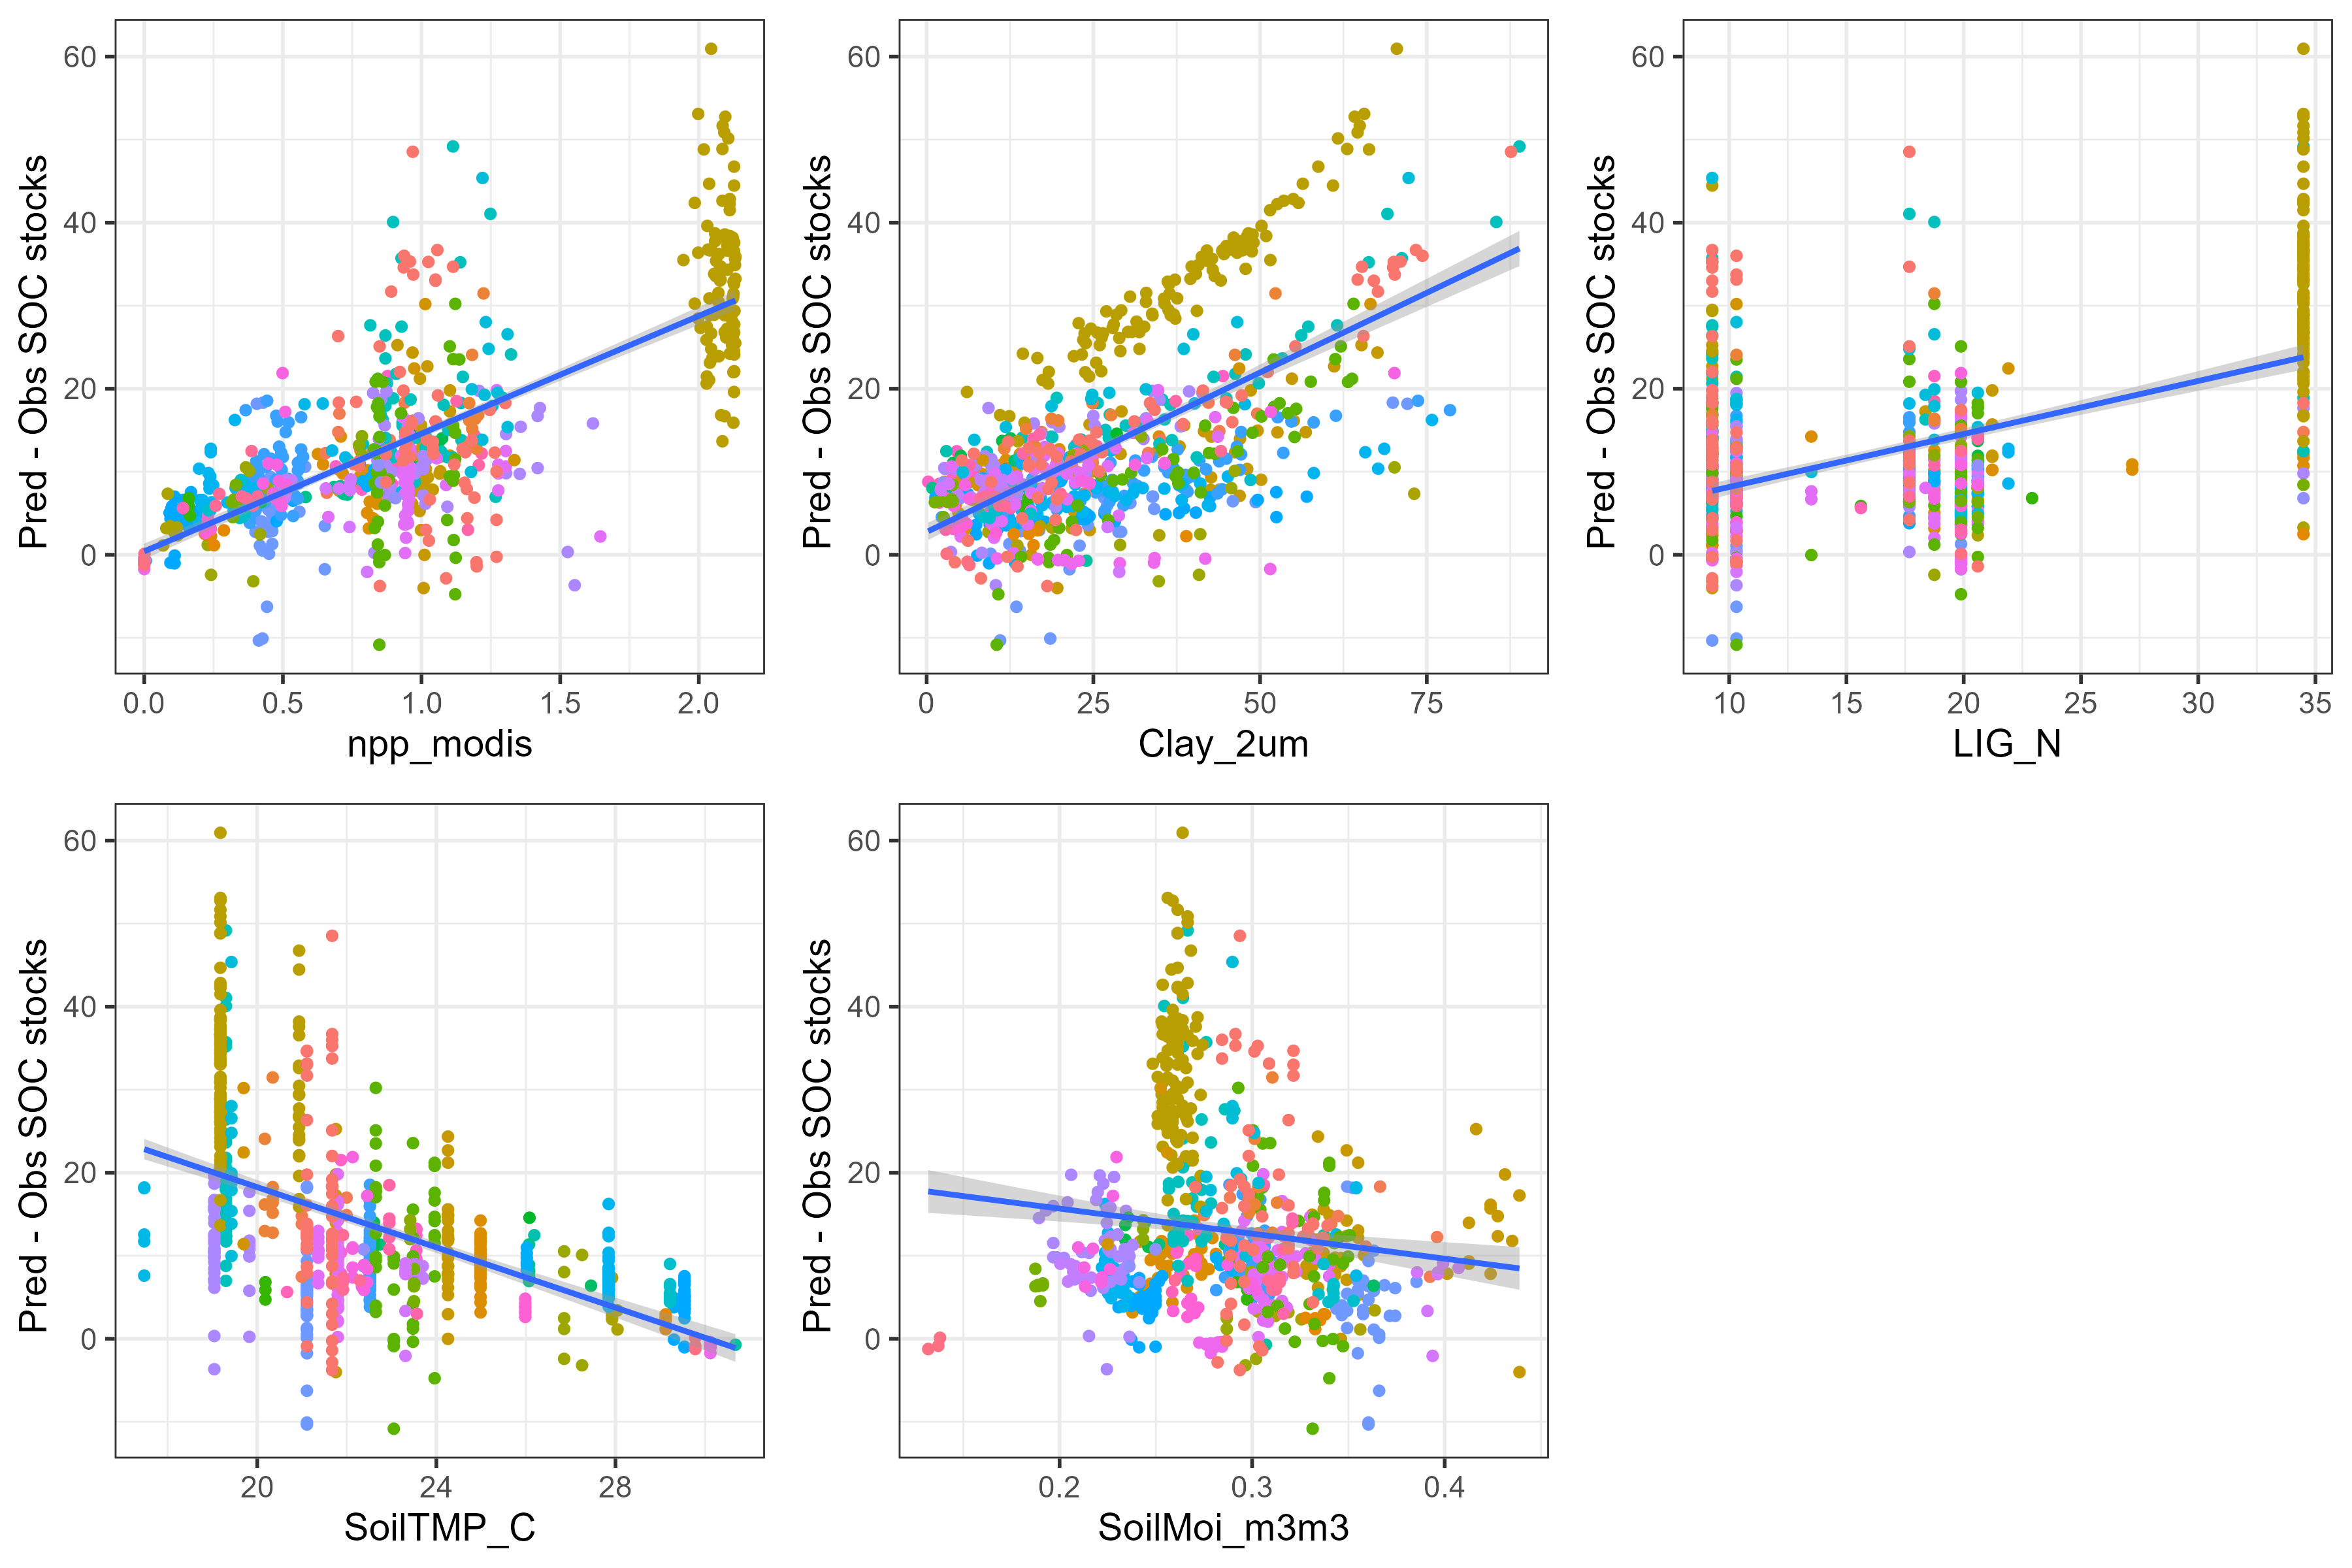 Pred - Obs SOC stocks
60
40
20
0
0.0 0.5 1.0 1.5 2.0
npp_modis
Pred - Obs SOC stocks
60
40
20
0
0 25 50 75
Clay_2um
Pred - Obs SOC stocks
60
40
20
0
10 15 20 25 30 35
LIG_N
Pred - Obs SOC stocks
60
40
20
0
20 24 28
SoilTMP_C
Pred - Obs SOC stocks
60
40
20
0
0.2 0.3 0.4
SoilMoi_m3m3